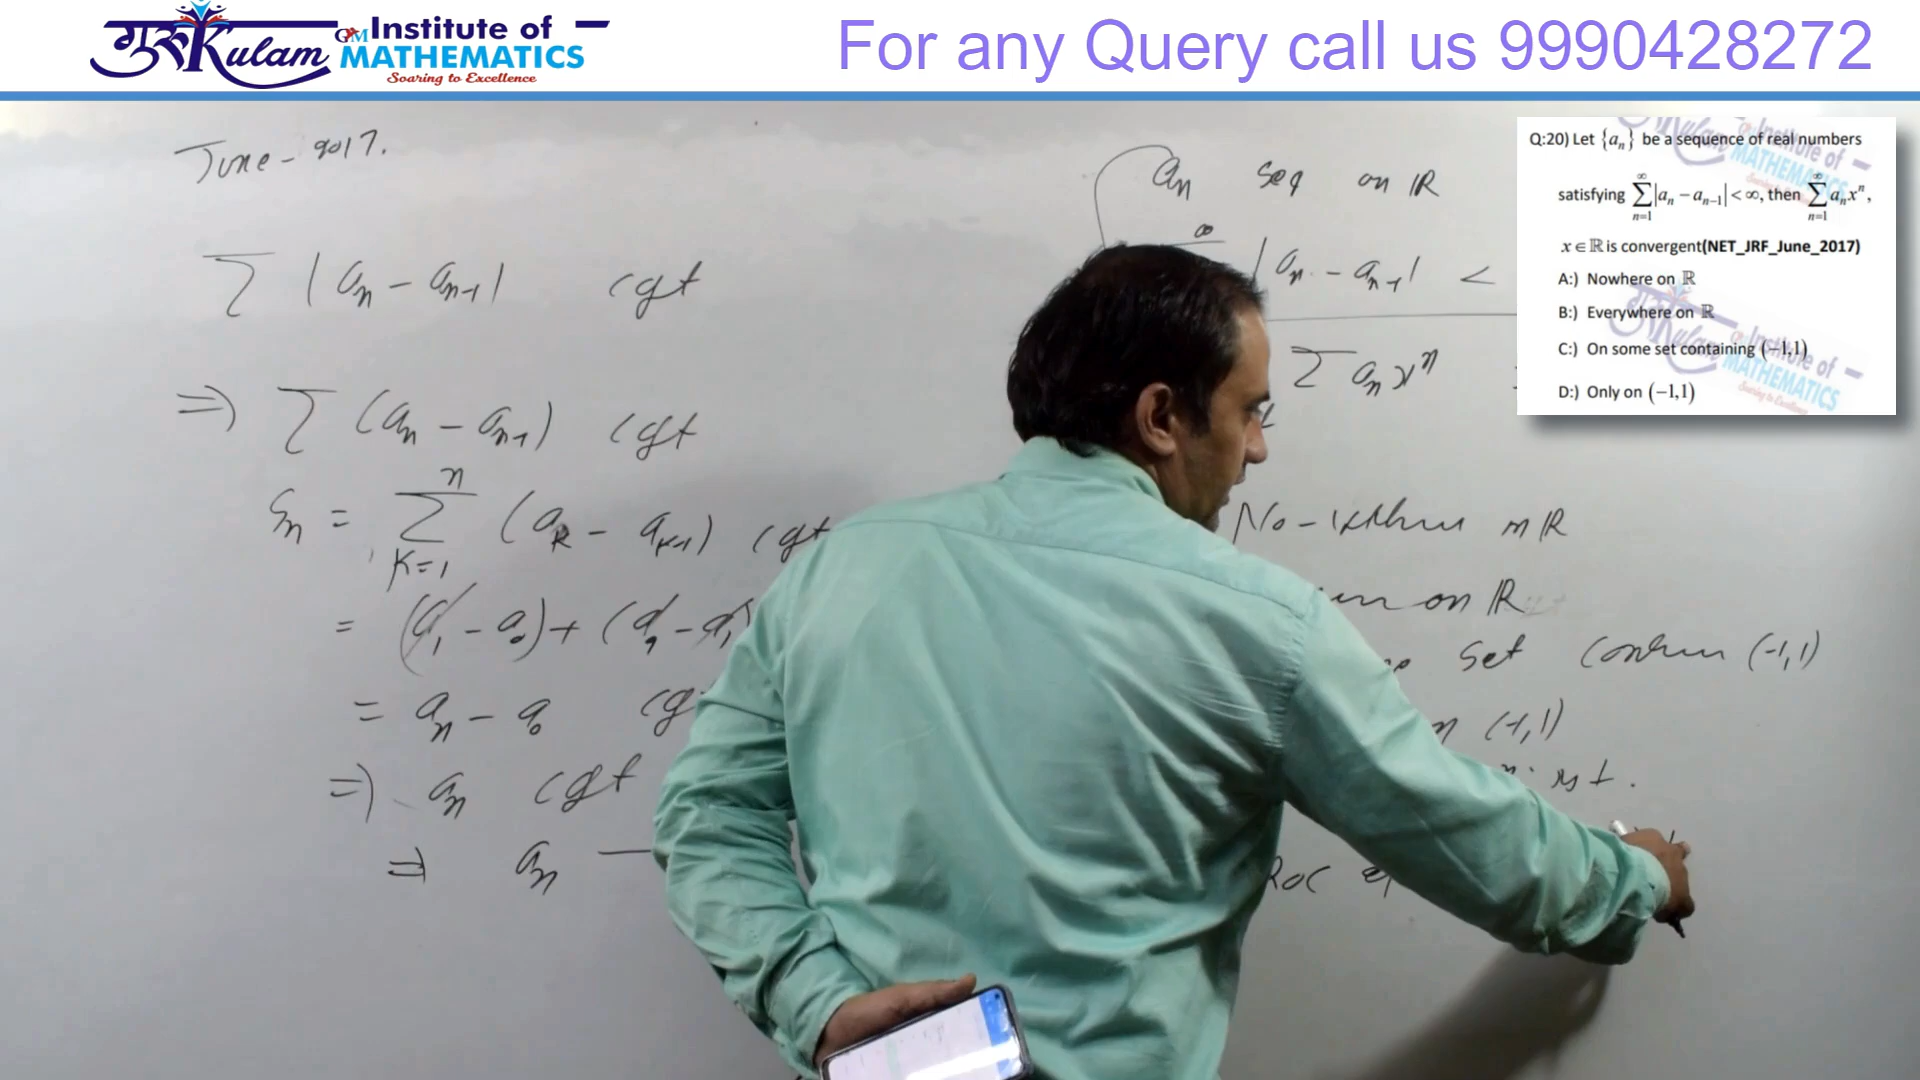 गुरुKulam
GM Institute of
MATHEMATICS
Soaring to Excellence
For any Query call us 9990428272
June - 2017.
∑ |aₙ - aₙ₋₁| cgt
⇒ ∑ (aₙ - aₙ₋₁) cgt
Sₙ = ∑ₖ₌₁ⁿ (aₖ - aₖ₋₁) cgt
= (a₁ - a₀) + (a₂ - a₁)
= aₙ - a₀
⇒ aₙ cgt
⇒ aₙ
aₙ seq on ℝ
∞
|aₙ - aₙ₋₁| <
∑ aₙxⁿ
on ℝ
on ℝ
set (-1,1)
(-1,1)
ROC
Q:20) Let {aₙ} be a sequence of real numbers
satisfying ∑ₙ₌₁^∞ |aₙ - aₙ₋₁| < ∞, then ∑ₙ₌₁^∞ aₙxⁿ,
x ∈ ℝ is convergent(NET_JRF_June_2017)
A:) Nowhere on ℝ
B:) Everywhere on ℝ
C:) On some set containing (-1,1)
D:) Only on (-1,1)